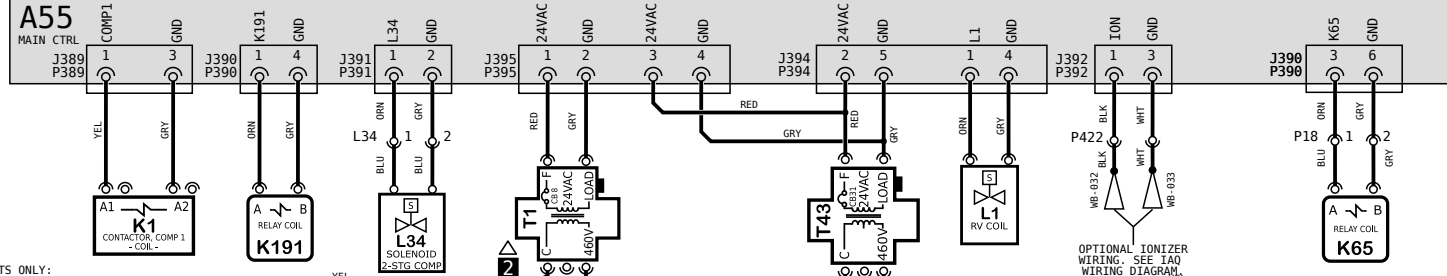 A55
MAIN CTRL
COMP1 GND K191 GND L34 GND 24VAC GND 24VAC GND 24VAC GND L1 GND ION GND K65 GND
J389 1 3 J390 1 4 J391 1 2 J395 1 2 3 4 J394 2 5 1 4 J392 1 3 J390 3 6
P389 P390 P391 P395 P394 P392 P390
RED
YEL GRY ORN GRY ORN GRY RED GRY GRY RED GRY ORN GRY BLK WHT ORN GRY
L34 1 2 P422 P18 1 2
BLU BLU BLK WHT BLU GRY
F CB8 24VAC LOAD F CB31 24VAC LOAD
S S
WB-032 WB-033
A1 A2 A B A B
K1 RELAY COIL L1 RELAY COIL
CONTACTOR, COMP 1 K191 RV COIL K65
- COIL -
T1 T43
L34
SOLENOID
2-STG COMP
C 460V C 460V
2
OPTIONAL IONIZER
WIRING. SEE IAQ
WIRING DIAGRAM.
TS ONLY:
YEL